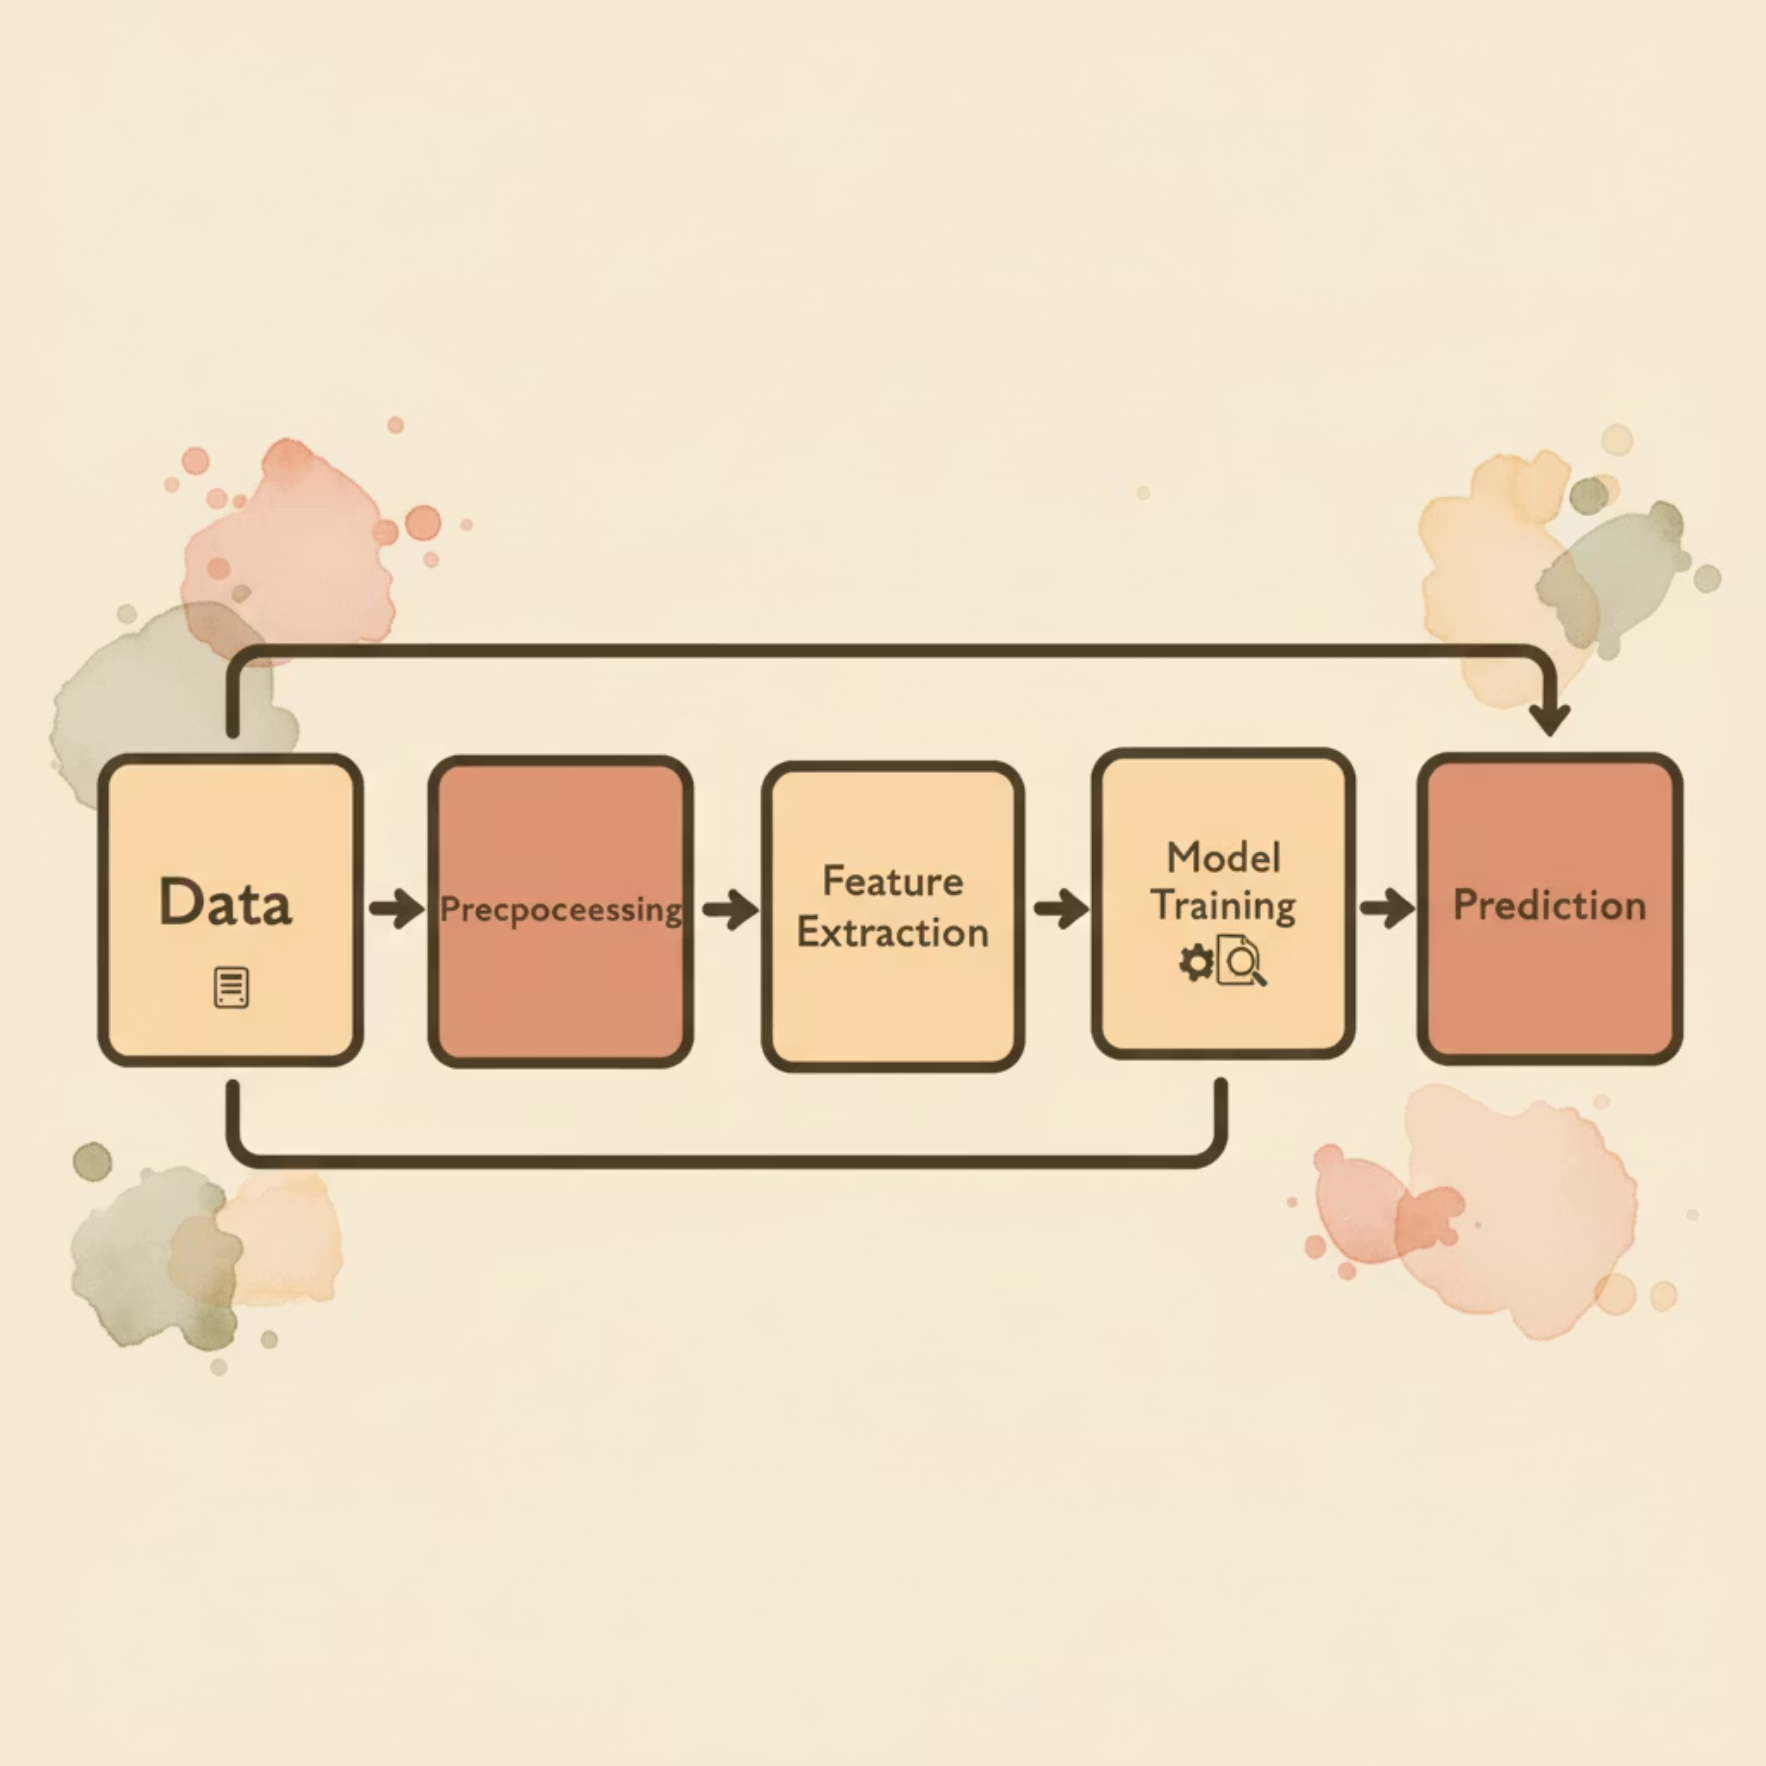 Data
Precpoceessing
Feature
Extraction
Model
Training
Prediction